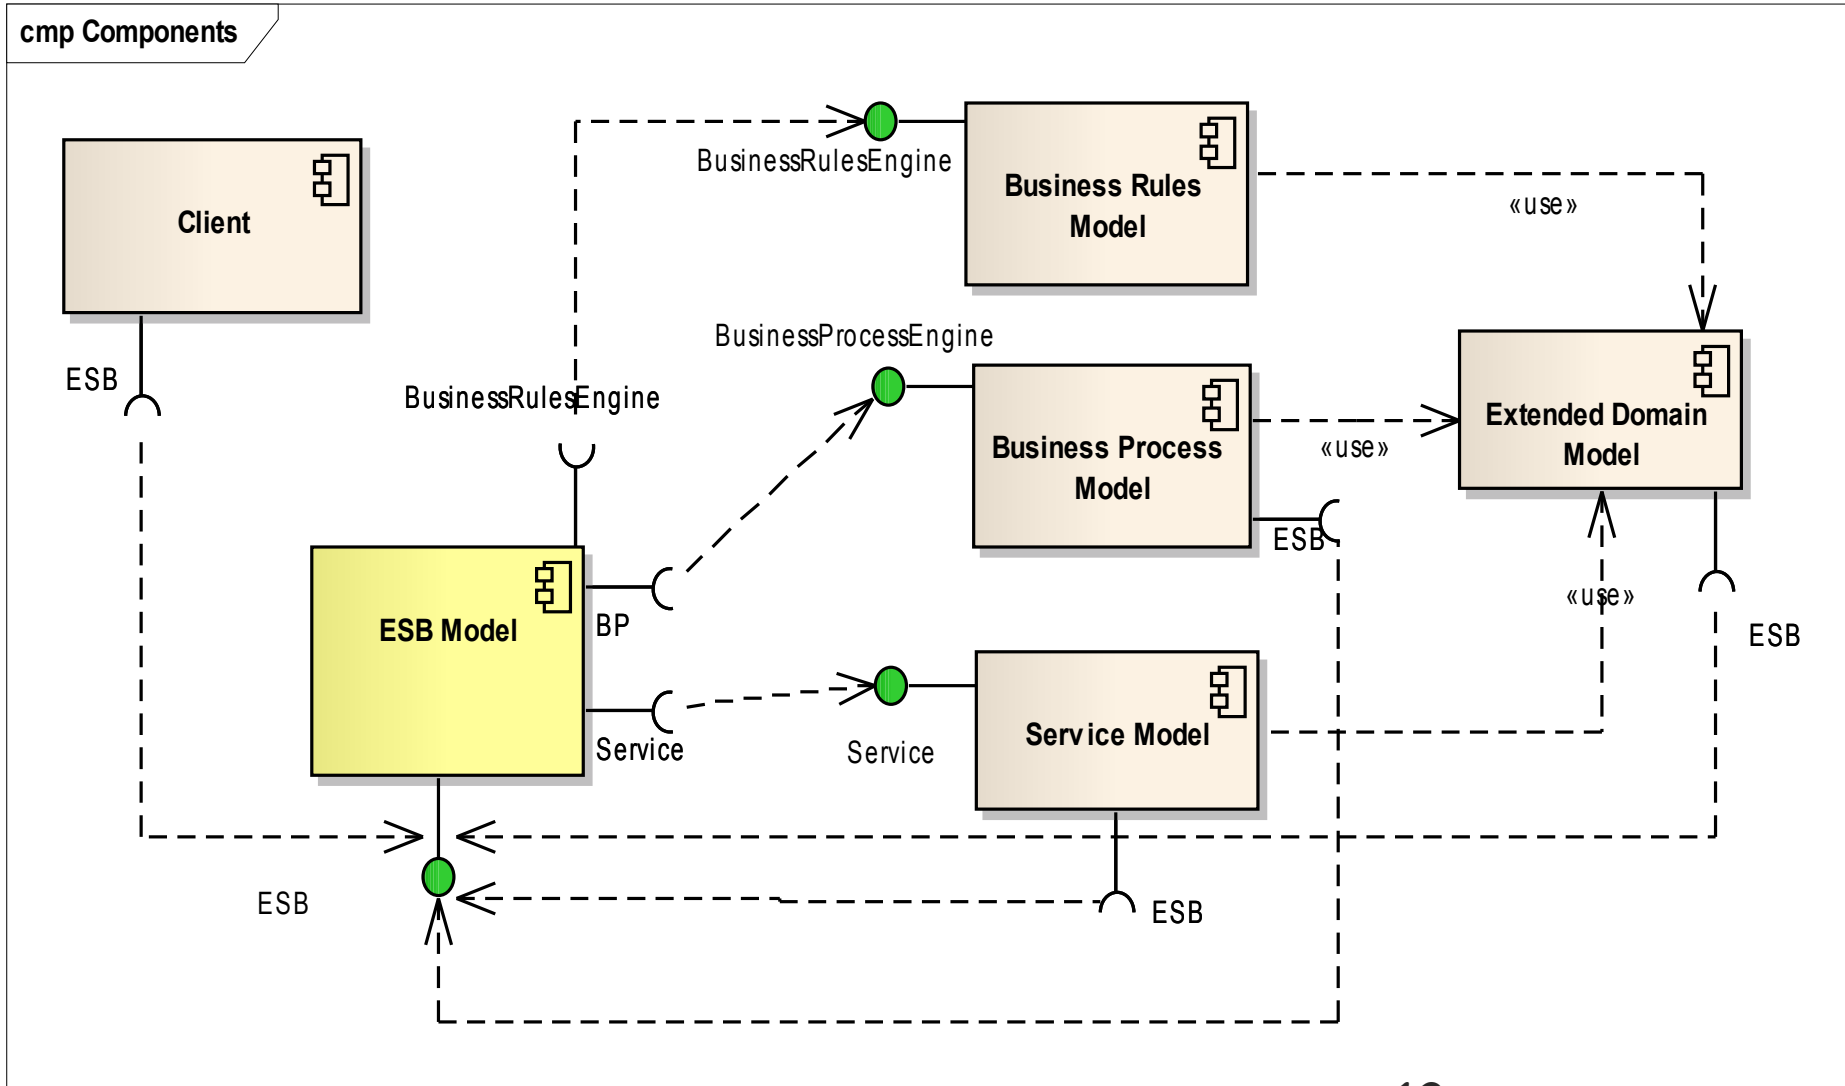 cmp Components
BusinessRulesEngine
Business Rules
Model
«use»
Client
BusinessProcessEngine
ESB
BusinessRulesEngine
Business Process
Model
«use»
Extended Domain
Model
ESB
ESB Model
BP
«use»
ESB
Service
Service
Service Model
ESB
ESB